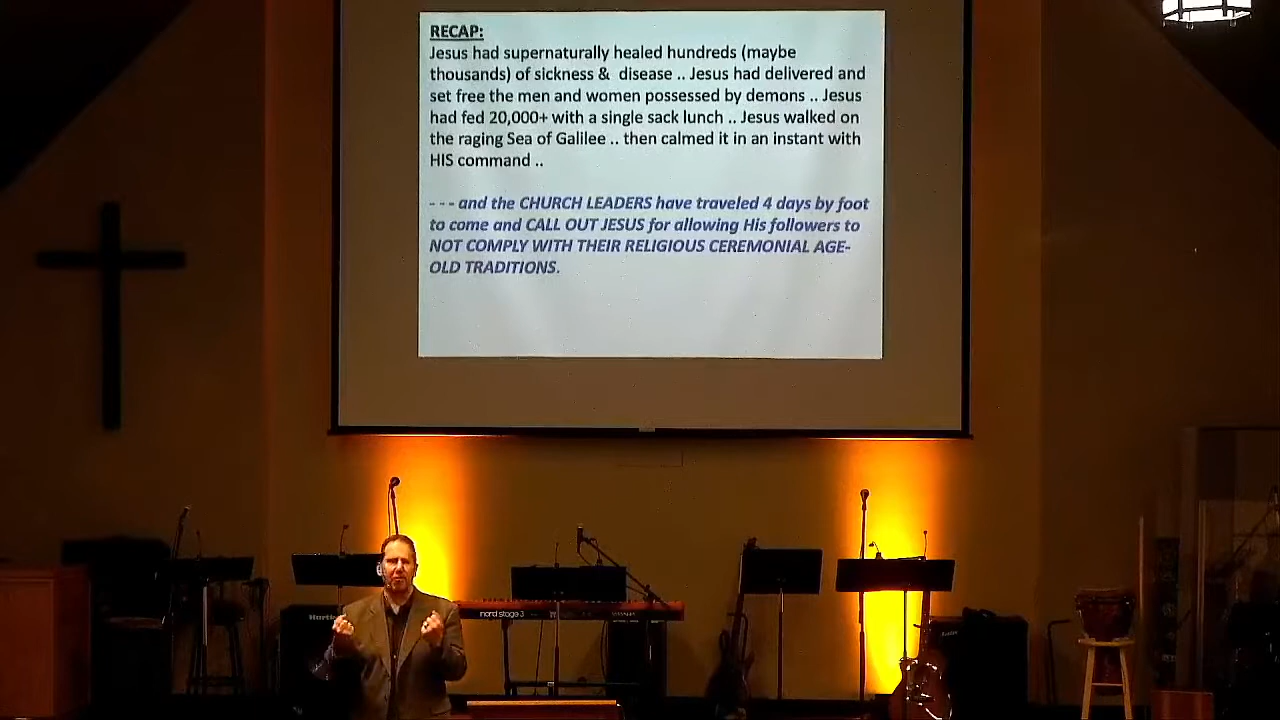 RECAP:
Jesus had supernaturally healed hundreds (maybe
thousands) of sickness & disease .. Jesus had delivered and
set free the men and women possessed by demons .. Jesus
had fed 20,000+ with a single sack lunch .. Jesus walked on
the raging Sea of Galilee .. then calmed it in an instant with
HIS command ..
- - - and the CHURCH LEADERS have traveled 4 days by foot
to come and CALL OUT JESUS for allowing His followers to
NOT COMPLY WITH THEIR RELIGIOUS CEREMONIAL AGE-
OLD TRADITIONS.
nord stage 3